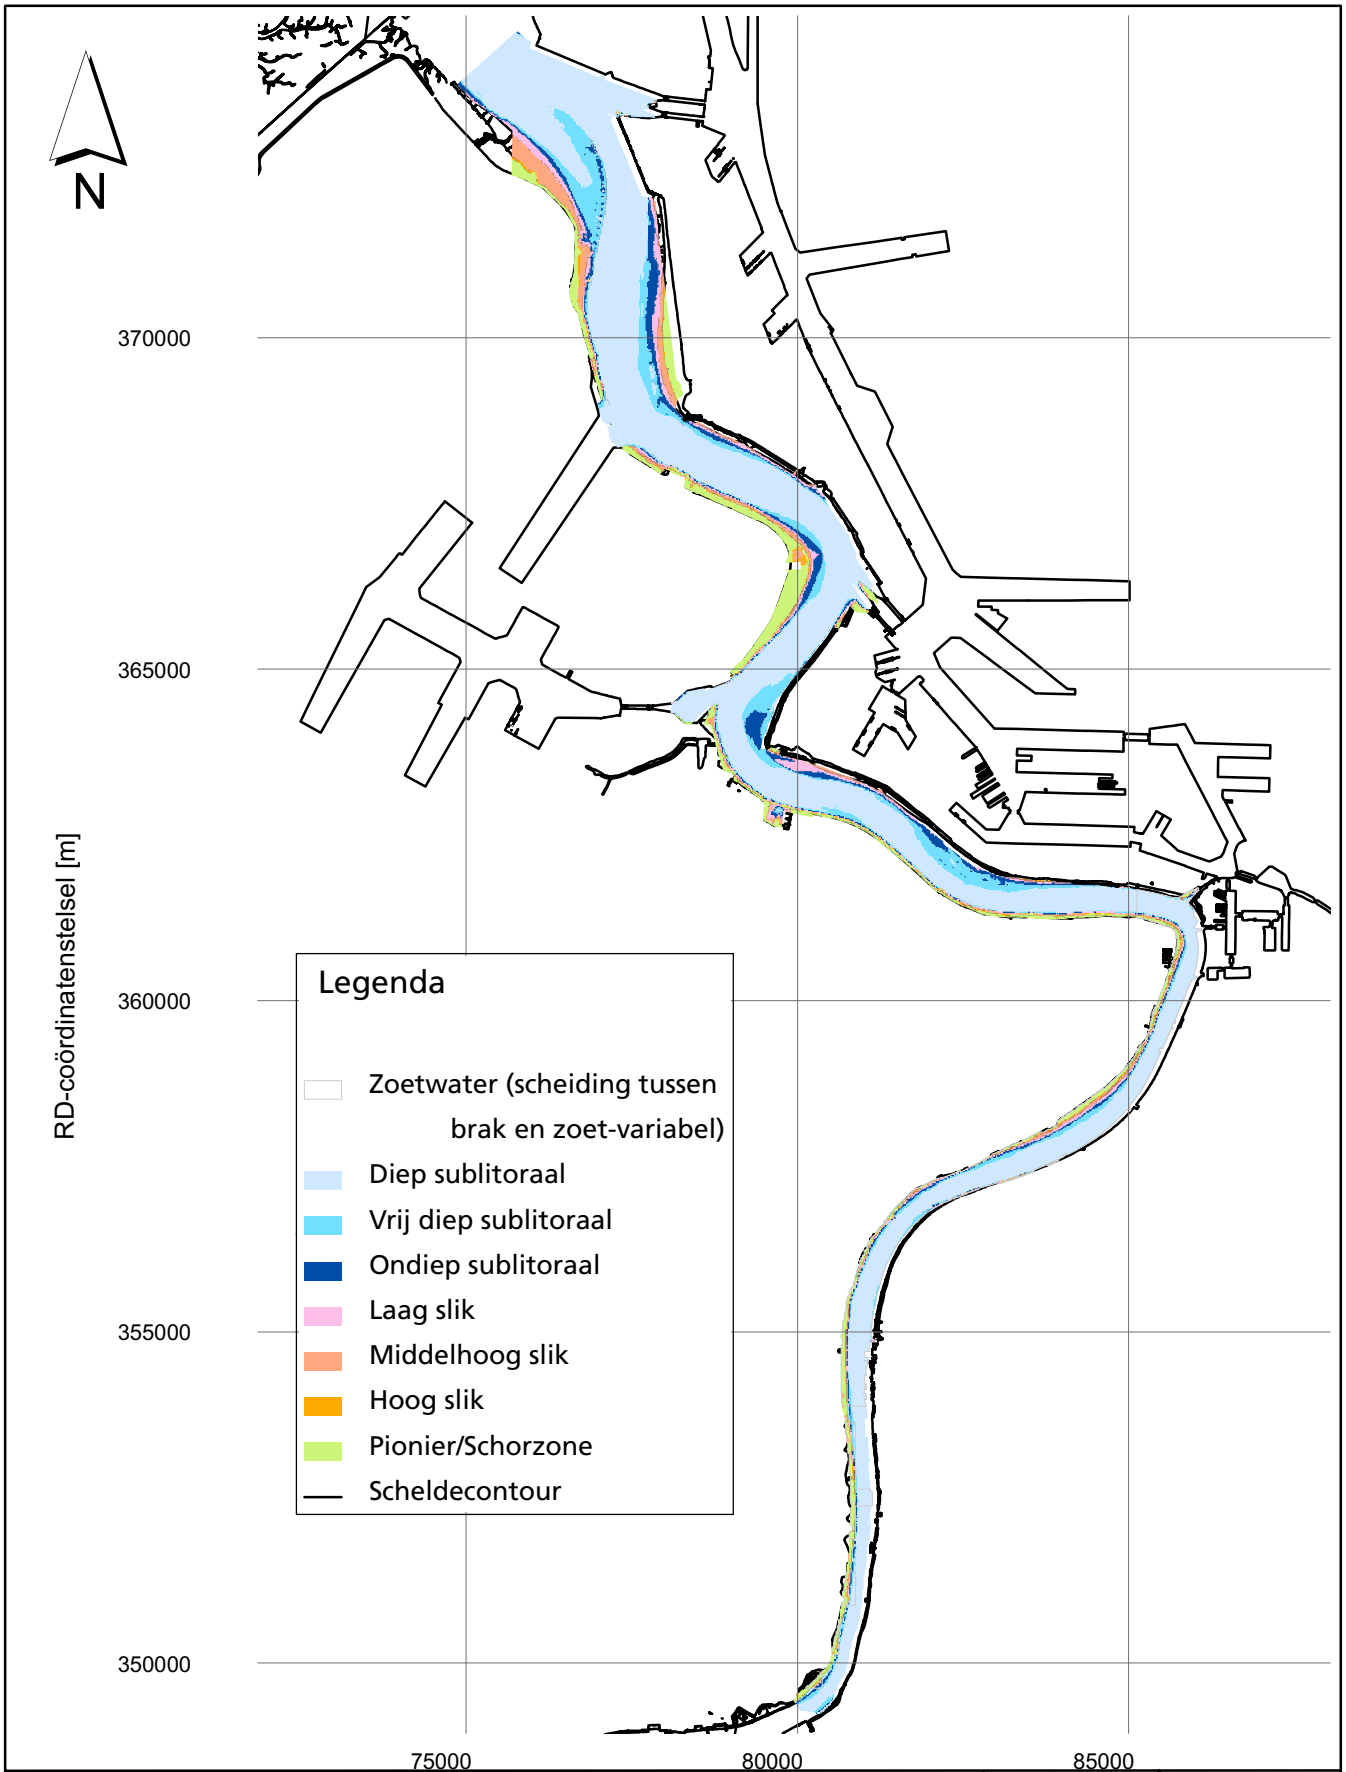 N
370000
365000
360000
355000
350000
RD-coördinatenstelsel [m]
Legenda
Zoetwater (scheiding tussen
brak en zoet-variabel)
Diep sublitoraal
Vrij diep sublitoraal
Ondiep sublitoraal
Laag slik
Middelhoog slik
Hoog slik
Pionier/Schorzone
Scheldecontour
75000
80000
85000